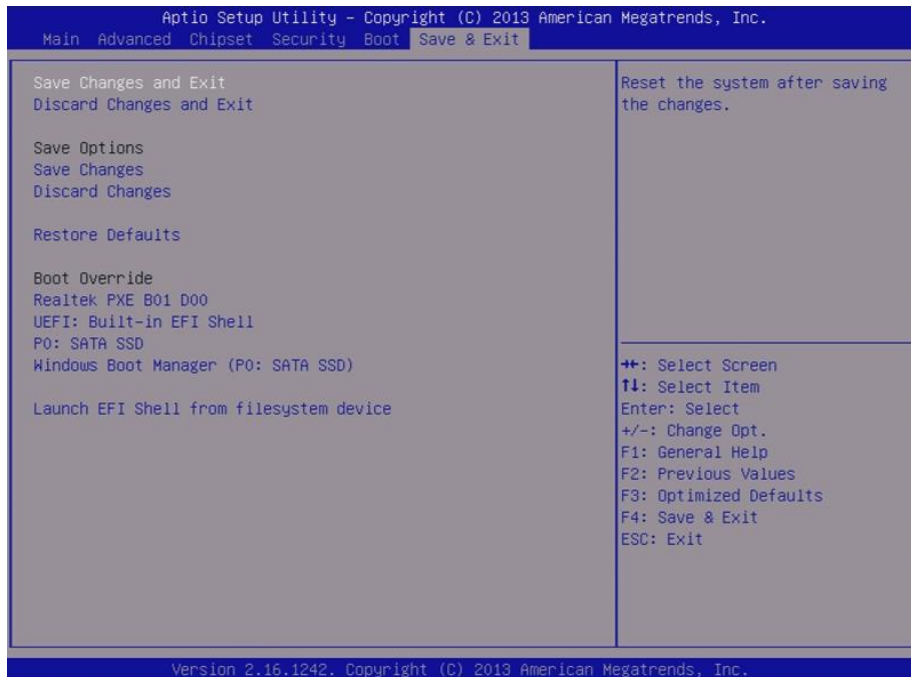 Aptio Setup Utility – Copyright (C) 2013 American Megatrends, Inc.
Main Advanced Chipset Security Boot Save & Exit
Save Changes and Exit
Discard Changes and Exit
Save Options
Save Changes
Discard Changes
Restore Defaults
Boot Override
Realtek PXE B01 D00
UEFI: Built-in EFI Shell
P0: SATA SSD
Windows Boot Manager (P0: SATA SSD)
Launch EFI Shell from filesystem device
Reset the system after saving
the changes.
→←: Select Screen
↑↓: Select Item
Enter: Select
+/-: Change Opt.
F1: General Help
F2: Previous Values
F3: Optimized Defaults
F4: Save & Exit
ESC: Exit
Version 2.16.1242. Copyright (C) 2013 American Megatrends, Inc.